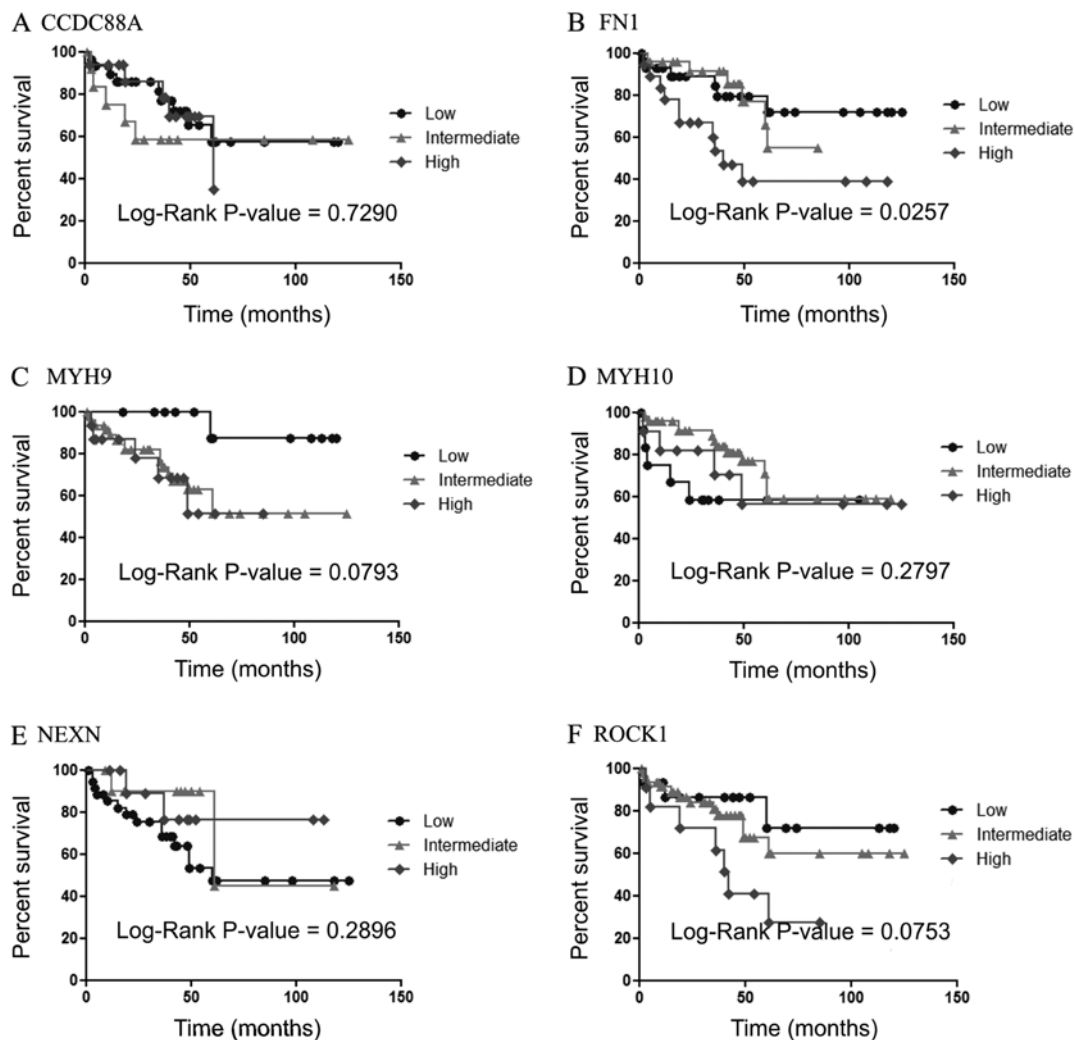 A CCDC88A
100
80
60
40
20
0
Percent survival
Low
Intermediate
High
Log-Rank P-value = 0.7290
0 50 100 150
Time (months)
B FN1
100
80
60
40
20
0
Percent survival
Low
Intermediate
High
Log-Rank P-value = 0.0257
0 50 100 150
Time (months)
C MYH9
100
80
60
40
20
0
Percent survival
Low
Intermediate
High
Log-Rank P-value = 0.0793
0 50 100 150
Time (months)
D MYH10
100
80
60
40
20
0
Percent survival
Low
Intermediate
High
Log-Rank P-value = 0.2797
0 50 100 150
Time (months)
E NEXN
100
80
60
40
20
0
Percent survival
Low
Intermediate
High
Log-Rank P-value = 0.2896
0 50 100 150
Time (months)
F ROCK1
100
80
60
40
20
0
Percent survival
Low
Intermediate
High
Log-Rank P-value = 0.0753
0 50 100 150
Time (months)